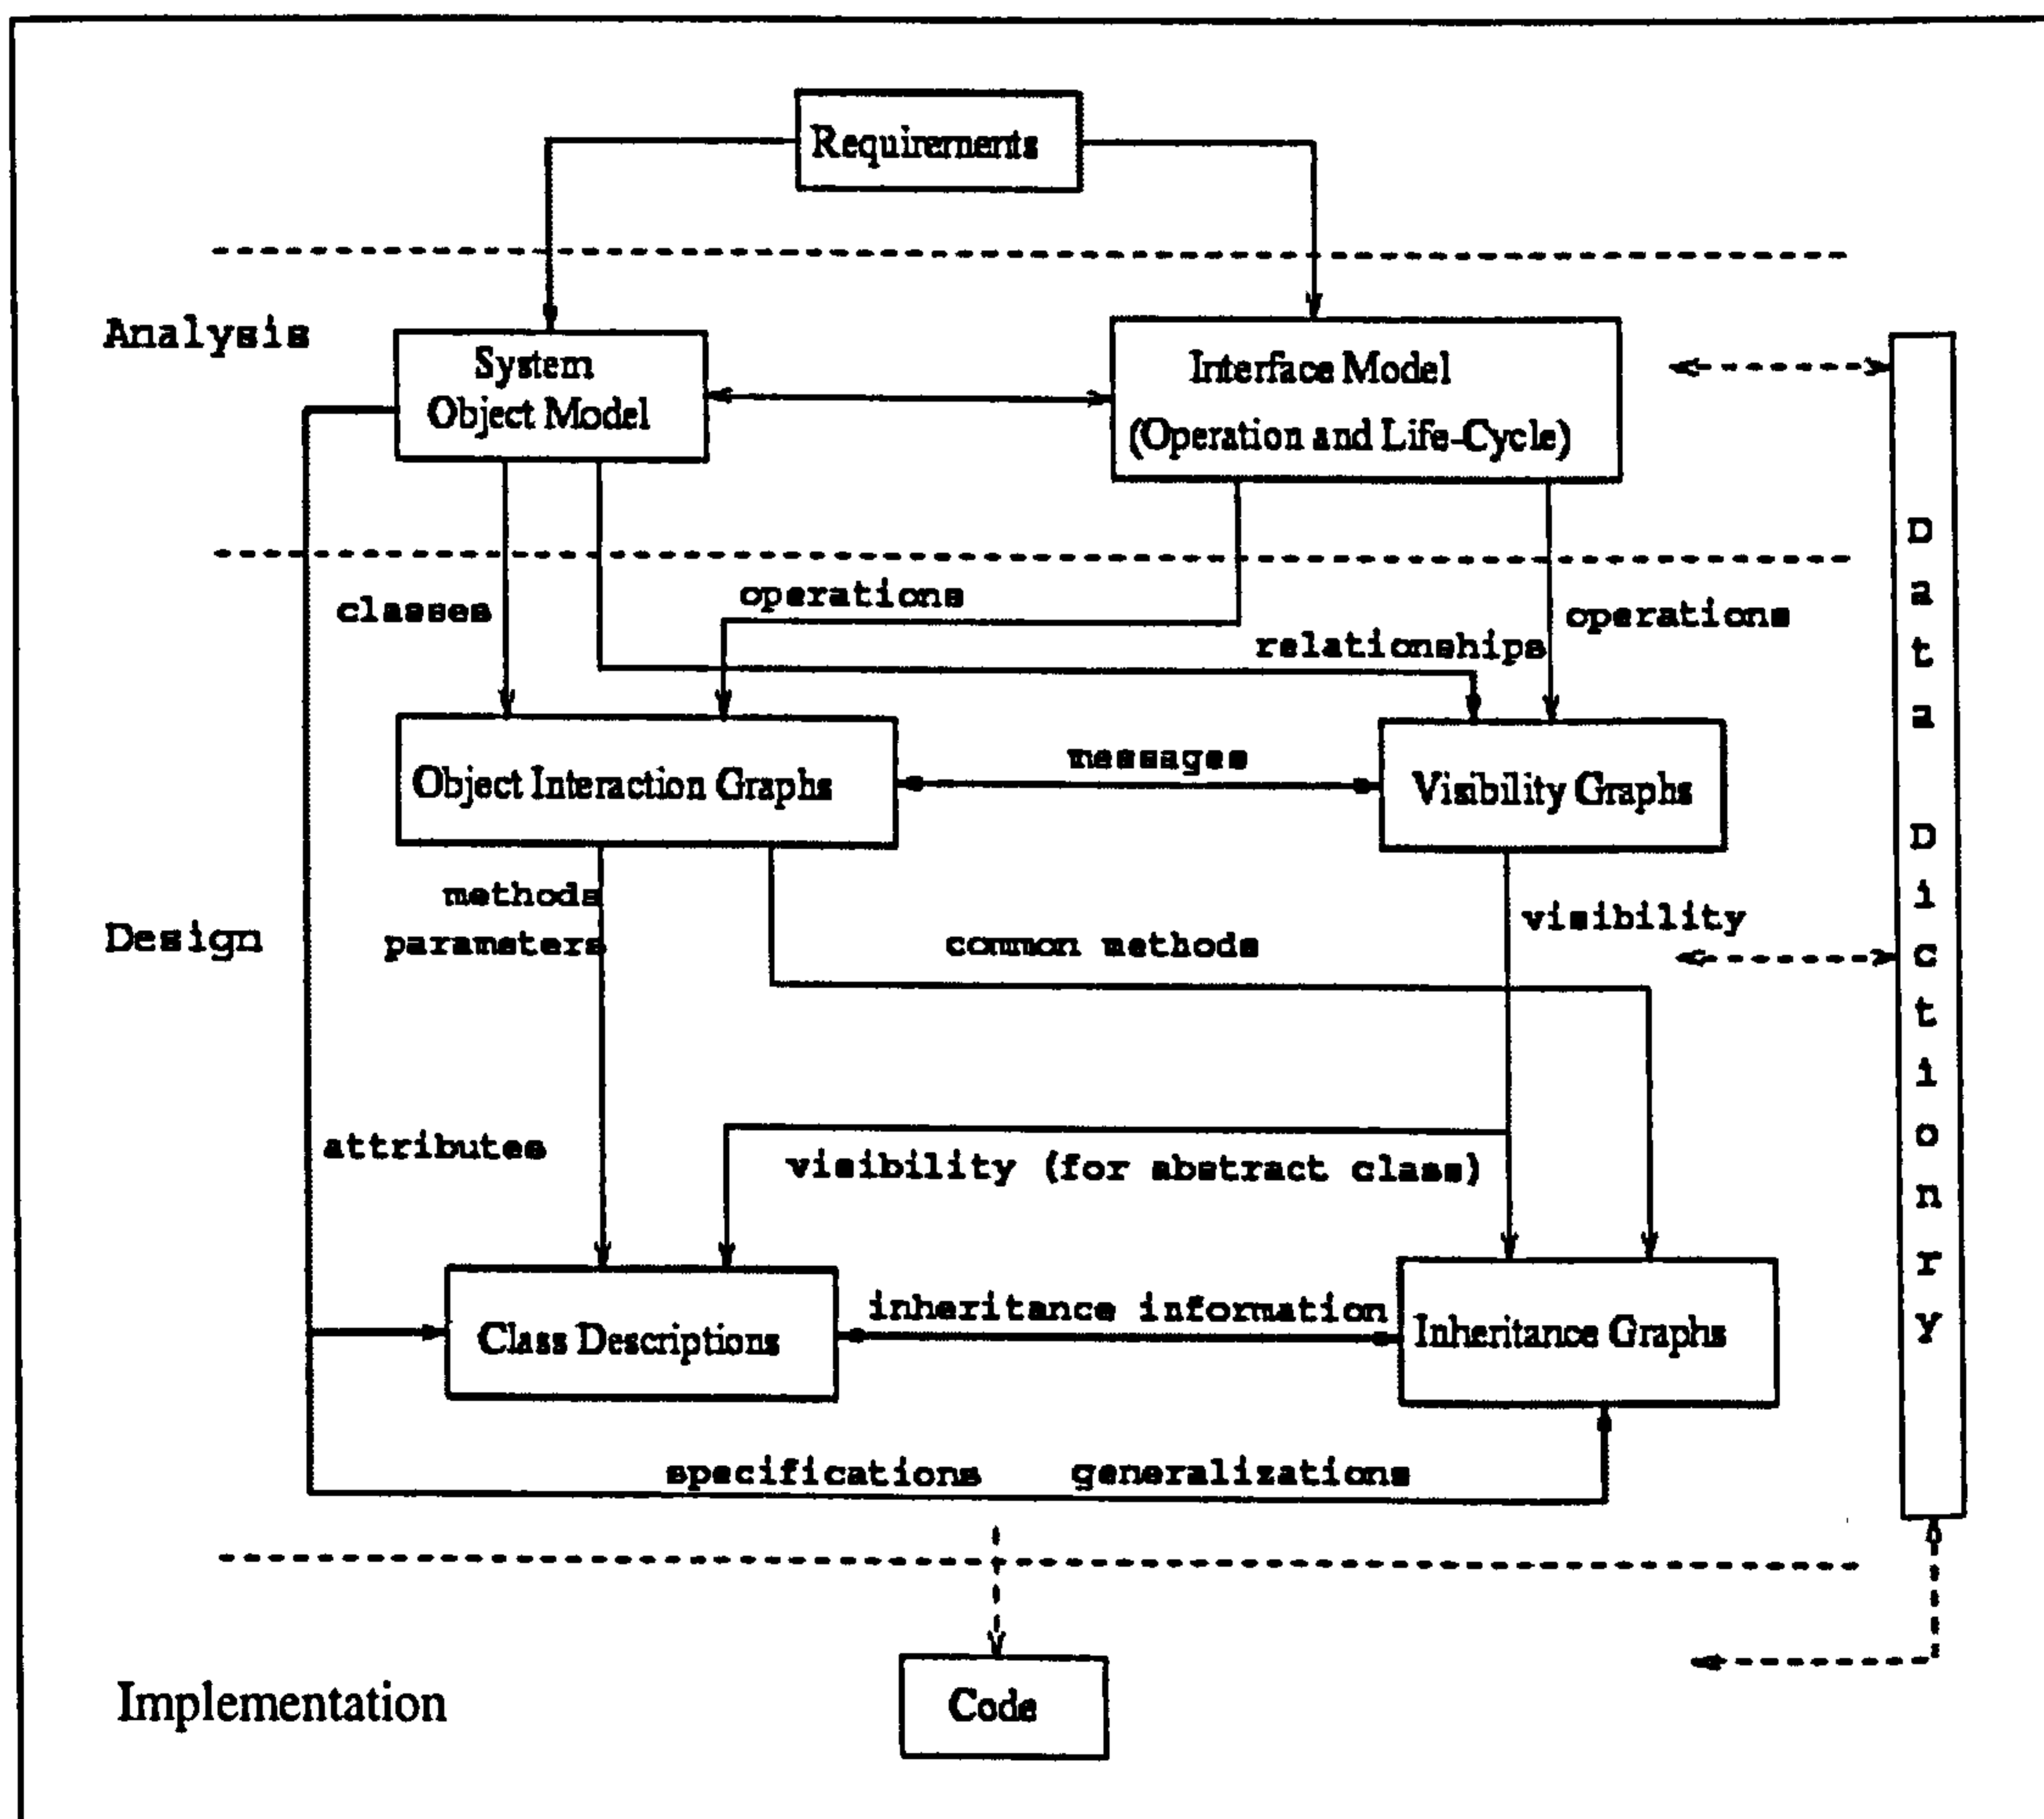 Requirements
Analysis
System
Object Model
Interface Model
(Operation and Life-Cycle)
classes
operations
operations
relationships
Object Interaction Graphs
messages
Visibility Graphs
Design
methods
parameters
common methods
visibility
attributes
visibility (for abstract class)
Class Descriptions
inheritance information
Inheritance Graphs
specifications generalizations
Implementation
Code
Data Dictionry